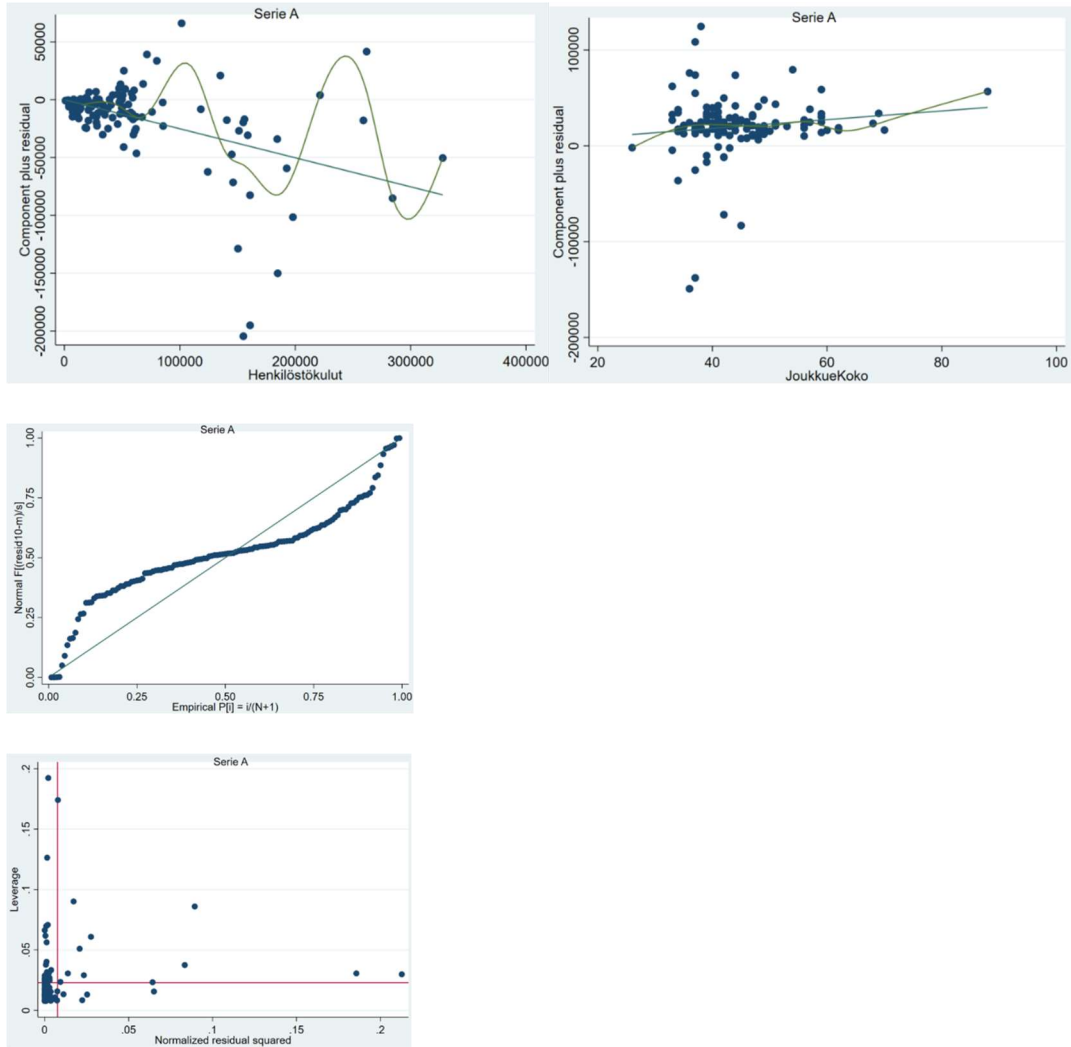 Serie A
Component plus residual
50000
0
-50000
-100000
-150000
-200000
0 100000 200000 300000 400000
Henkilöstökulut
Serie A
Component plus residual
100000
0
-100000
-200000
20 40 60 80 100
JoukkueKoko
Serie A
Normal F[(resid10-m)/s]
1.00
0.75
0.50
0.25
0.00
0.00 0.25 0.50 0.75 1.00
Empirical P[i] = i/(N+1)
Serie A
Leverage
.2
.15
.1
.05
0
0 .05 .1 .15 .2
Normalized residual squared